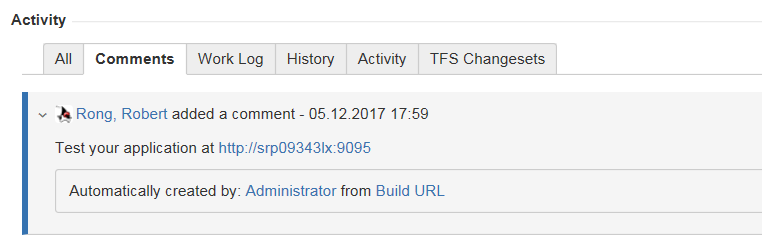 Activity
All Comments Work Log History Activity TFS Changesets
Rong, Robert added a comment - 05.12.2017 17:59
Test your application at http://srp09343lx:9095
Automatically created by: Administrator from Build URL